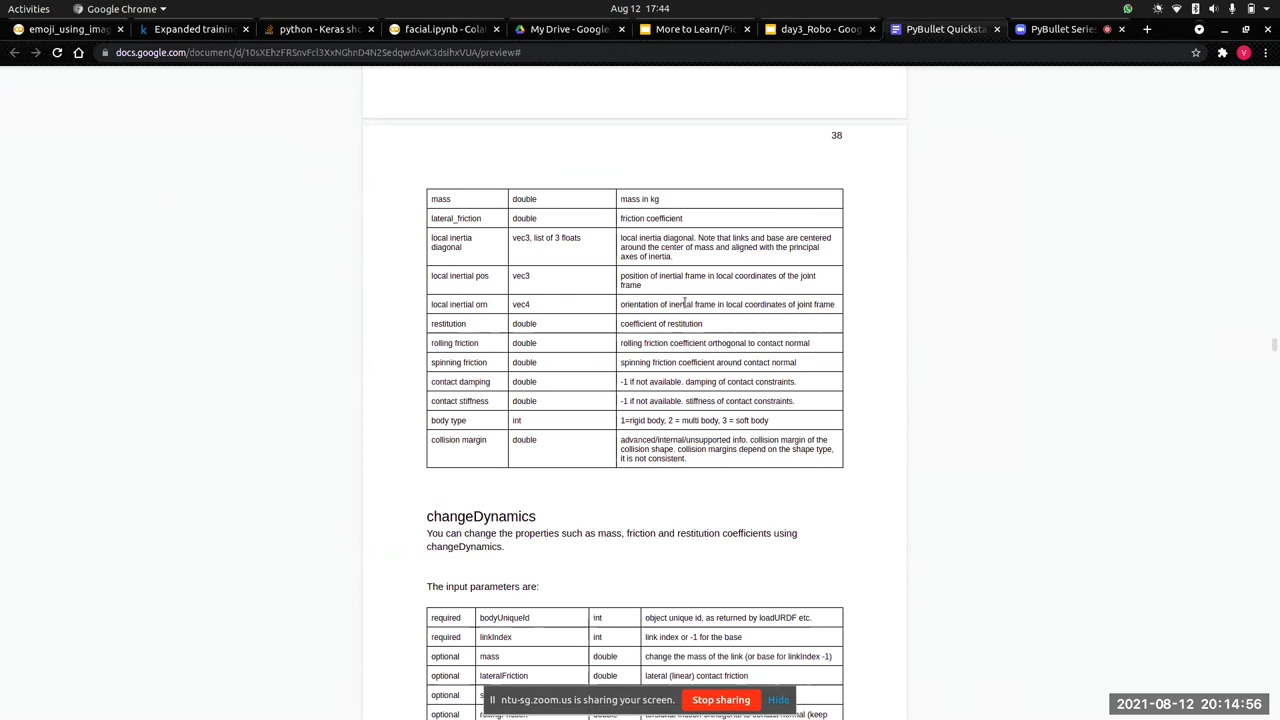 Activities
Google Chrome
Aug 12 17:44
emoji_using_imag
Expanded training
python - Keras sho
facial.ipynb - Cola
My Drive - Google
More to Learn/Pic
day3_Robo - Goog
PyBullet Quicksta
PyBullet Serie
docs.google.com/document/d/10sXEhzFRSnvFcl3XxNGhnD4N2SedqwdAvK3dsihxVUA/preview#
V
38
mass double mass in kg
lateral_friction double friction coefficient
local inertia diagonal vec3, list of 3 floats local inertia diagonal. Note that links and base are centered
around the center of mass and aligned with the principal
axes of inertia.
local inertial pos vec3 position of inertial frame in local coordinates of the joint
frame
local inertial orn vec4 orientation of inertial frame in local coordinates of joint frame
restitution double coefficient of restitution
rolling friction double rolling friction coefficient orthogonal to contact normal
spinning friction double spinning friction coefficient around contact normal
contact damping double -1 if not available. damping of contact constraints.
contact stiffness double -1 if not available. stiffness of contact constraints.
body type int 1=rigid body, 2 = multi body, 3 = soft body
collision margin double advanced/internal/unsupported info. collision margin of the
collision shape. collision margins depend on the shape type,
it is not consistent.
changeDynamics
You can change the properties such as mass, friction and restitution coefficients using
changeDynamics.
The input parameters are:
required bodyUniqueId int object unique id, as returned by loadURDF etc.
required linkIndex int link index or -1 for the base
optional mass double change the mass of the link (or base for linkIndex -1)
optional lateralFriction double lateral (linear) contact friction
optional
ntu-sg.zoom.us is sharing your screen.
Stop sharing
Hide
optional
2021-08-12 20:14:56